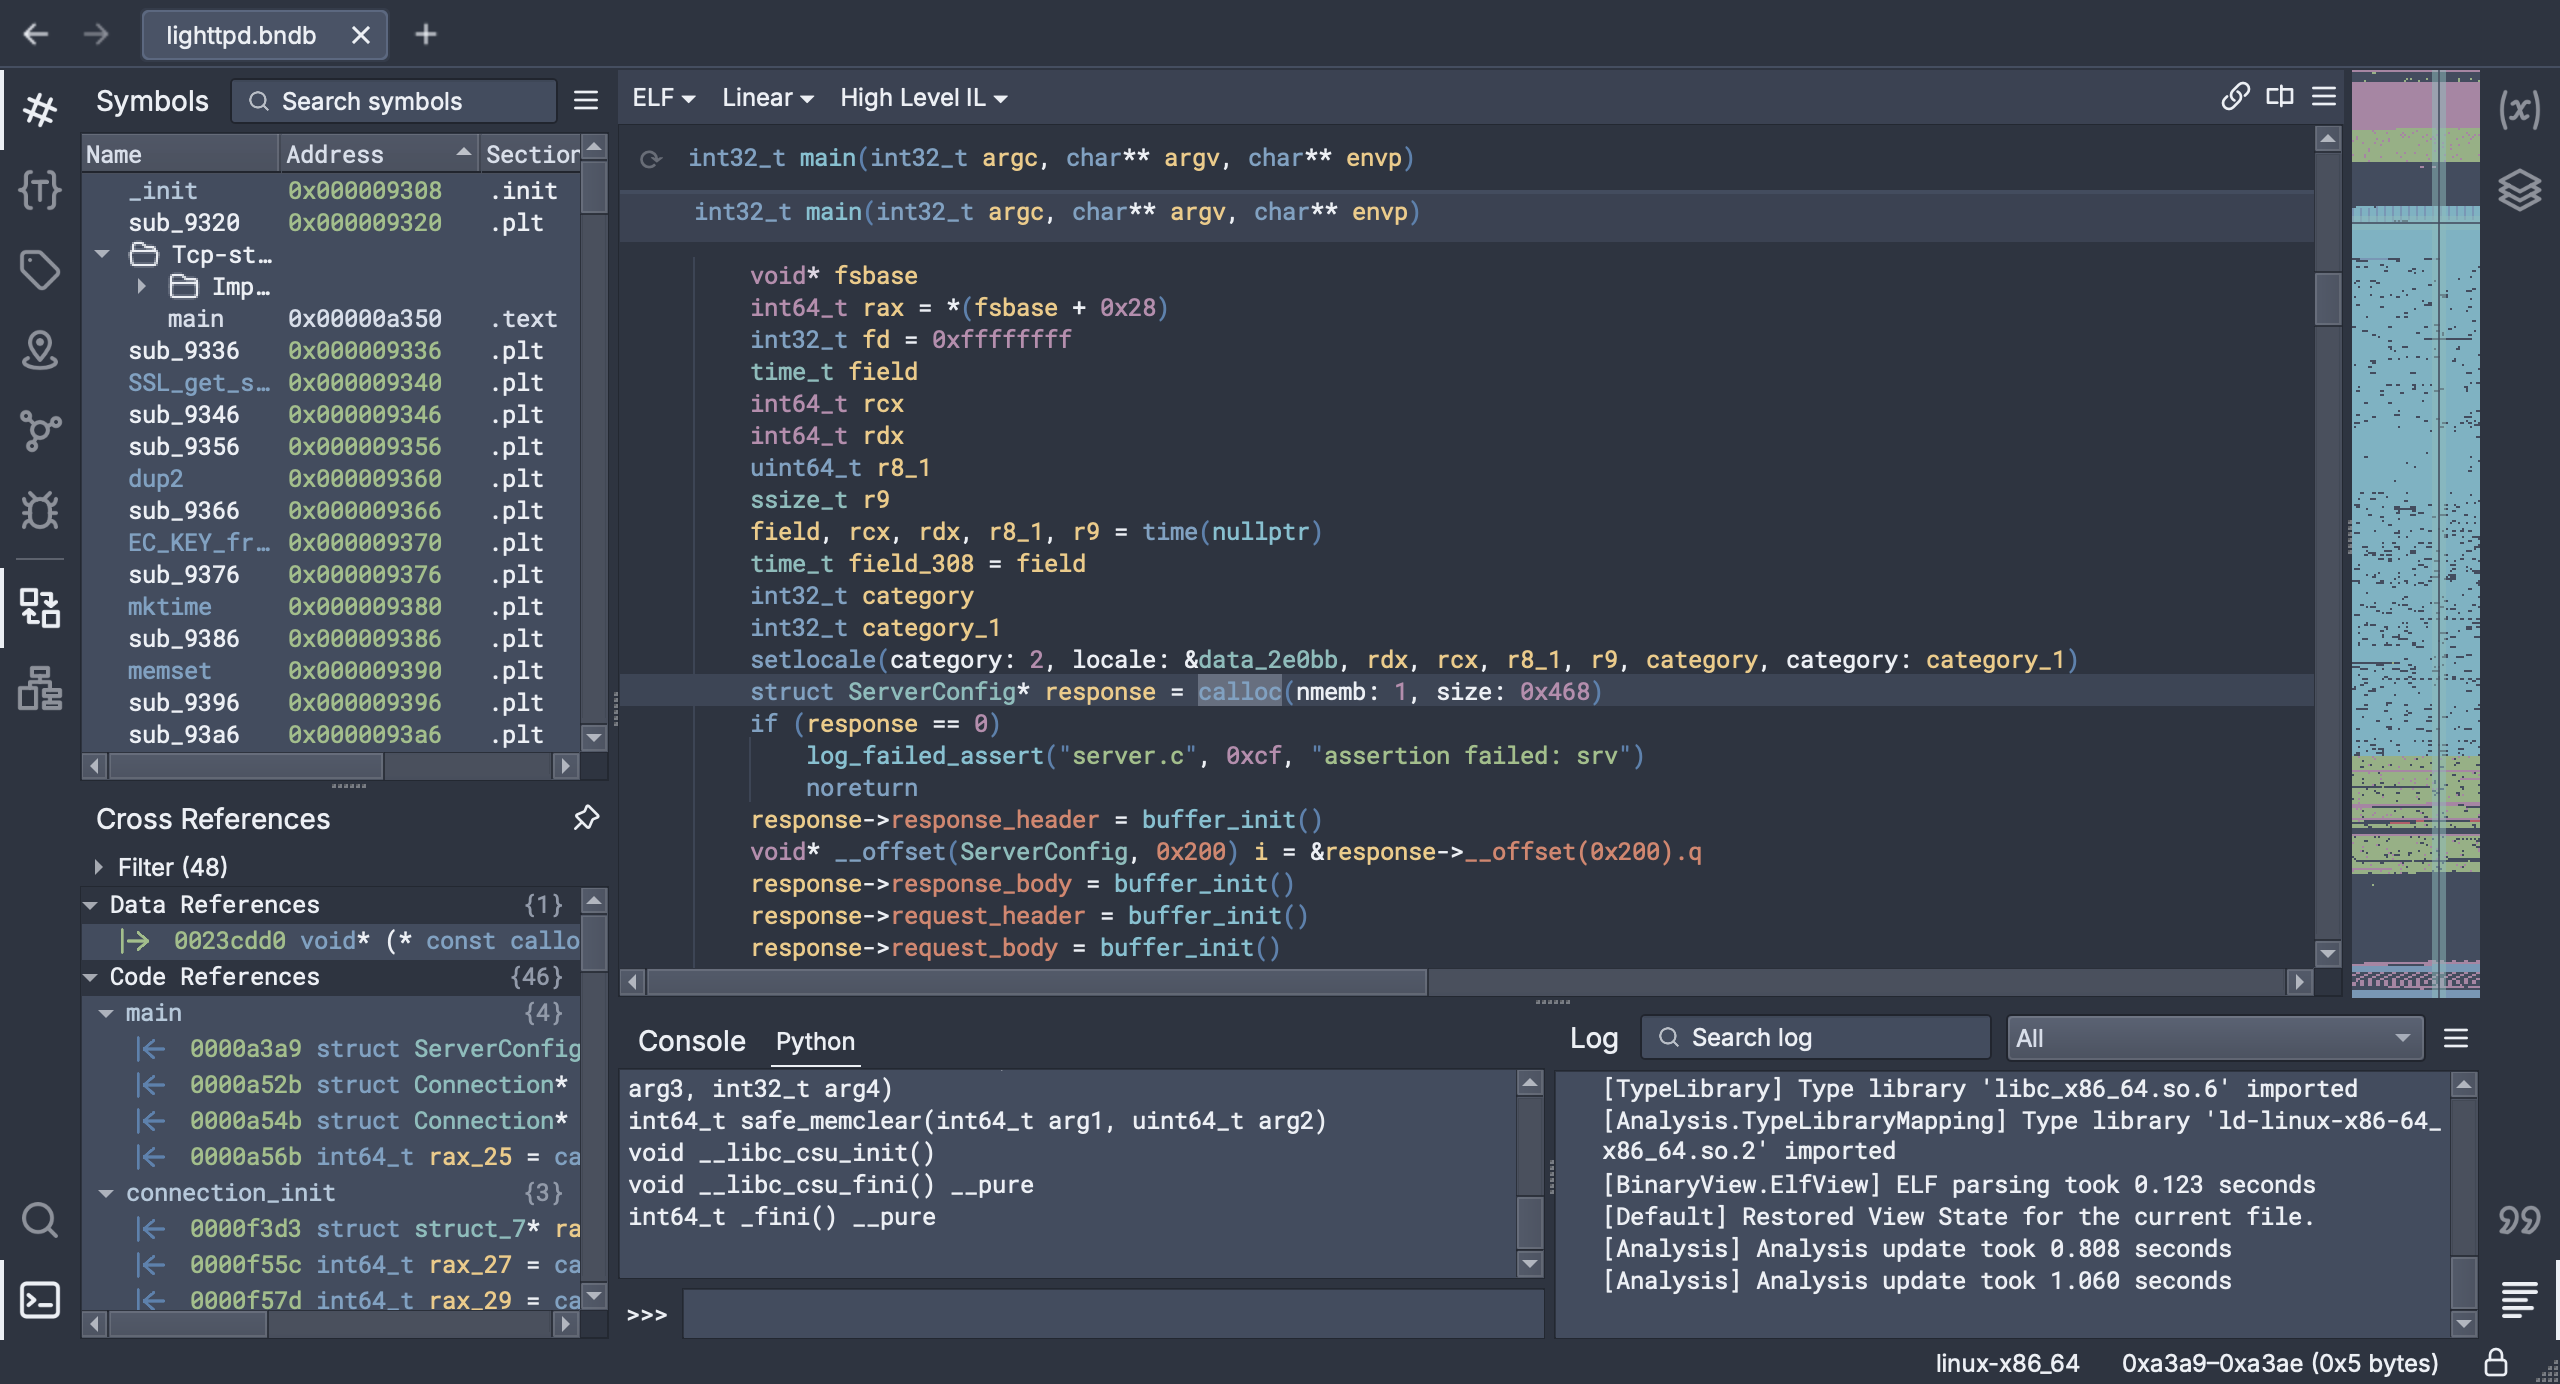 lighttpd.bndb
Symbols
Search symbols
Name Address Section
_init 0x000009308 .init
sub_9320 0x000009320 .plt
Tcp-st…
Imp…
main 0x00000a350 .text
sub_9336 0x000009336 .plt
SSL_get_s… 0x000009340 .plt
sub_9346 0x000009346 .plt
sub_9356 0x000009356 .plt
dup2 0x000009360 .plt
sub_9366 0x000009366 .plt
EC_KEY_fr… 0x000009370 .plt
sub_9376 0x000009376 .plt
mktime 0x000009380 .plt
sub_9386 0x000009386 .plt
memset 0x000009390 .plt
sub_9396 0x000009396 .plt
sub_93a6 0x0000093a6 .plt
Cross References
Filter (48)
Data References {1}
0023cdd0 void* (* const callo
Code References {46}
main {4}
0000a3a9 struct ServerConfig
0000a52b struct Connection*
0000a54b struct Connection*
0000a56b int64_t rax_25 = ca
connection_init {3}
0000f3d3 struct struct_7* ra
0000f55c int64_t rax_27 = ca
0000f57d int64_t rax_29 = ca
ELF Linear High Level IL
int32_t main(int32_t argc, char** argv, char** envp)
int32_t main(int32_t argc, char** argv, char** envp)
void* fsbase
int64_t rax = *(fsbase + 0x28)
int32_t fd = 0xffffffff
time_t field
int64_t rcx
int64_t rdx
uint64_t r8_1
ssize_t r9
field, rcx, rdx, r8_1, r9 = time(nullptr)
time_t field_308 = field
int32_t category
int32_t category_1
setlocale(category: 2, locale: &data_2e0bb, rdx, rcx, r8_1, r9, category, category: category_1)
struct ServerConfig* response = calloc(nmemb: 1, size: 0x468)
if (response == 0)
log_failed_assert("server.c", 0xcf, "assertion failed: srv")
noreturn
response->response_header = buffer_init()
void* __offset(ServerConfig, 0x200) i = &response->__offset(0x200).q
response->response_body = buffer_init()
response->request_header = buffer_init()
response->request_body = buffer_init()
Console Python
arg3, int32_t arg4)
int64_t safe_memclear(int64_t arg1, uint64_t arg2)
void __libc_csu_init()
void __libc_csu_fini() __pure
int64_t _fini() __pure
>>>
Log
Search log
All
[TypeLibrary] Type library 'libc_x86_64.so.6' imported
[Analysis.TypeLibraryMapping] Type library 'ld-linux-x86-64_
x86_64.so.2' imported
[BinaryView.ElfView] ELF parsing took 0.123 seconds
[Default] Restored View State for the current file.
[Analysis] Analysis update took 0.808 seconds
[Analysis] Analysis update took 1.060 seconds
linux-x86_64 0xa3a9–0xa3ae (0x5 bytes)